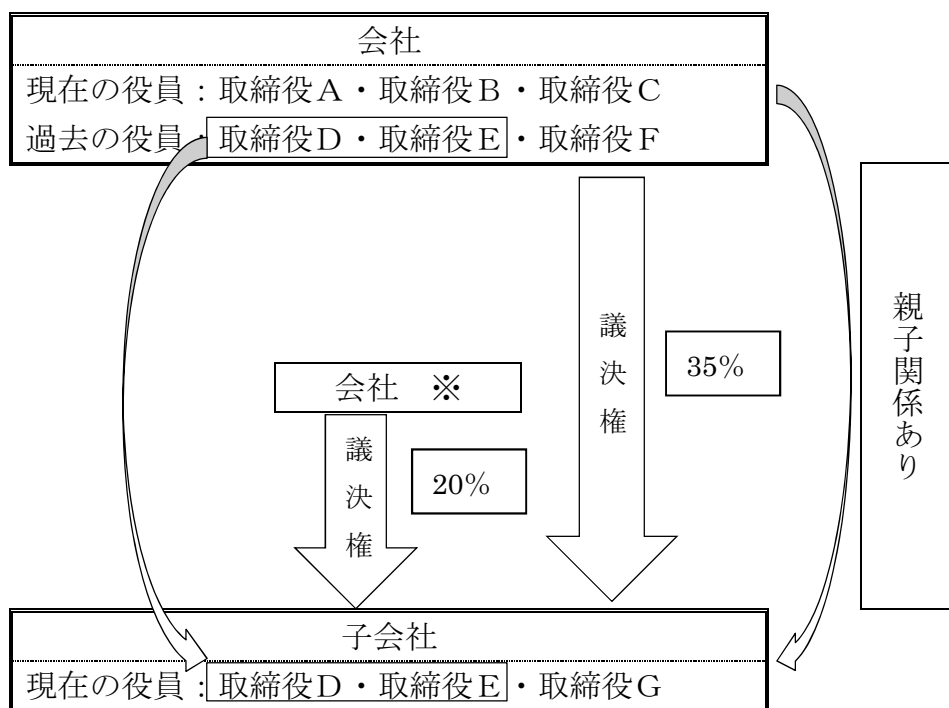 会社
現在の役員：取締役A・取締役B・取締役C
過去の役員：取締役D・取締役E・取締役F
議決権
35%
親子関係あり
会社　※
議決権
20%
子会社
現在の役員：取締役D・取締役E・取締役G